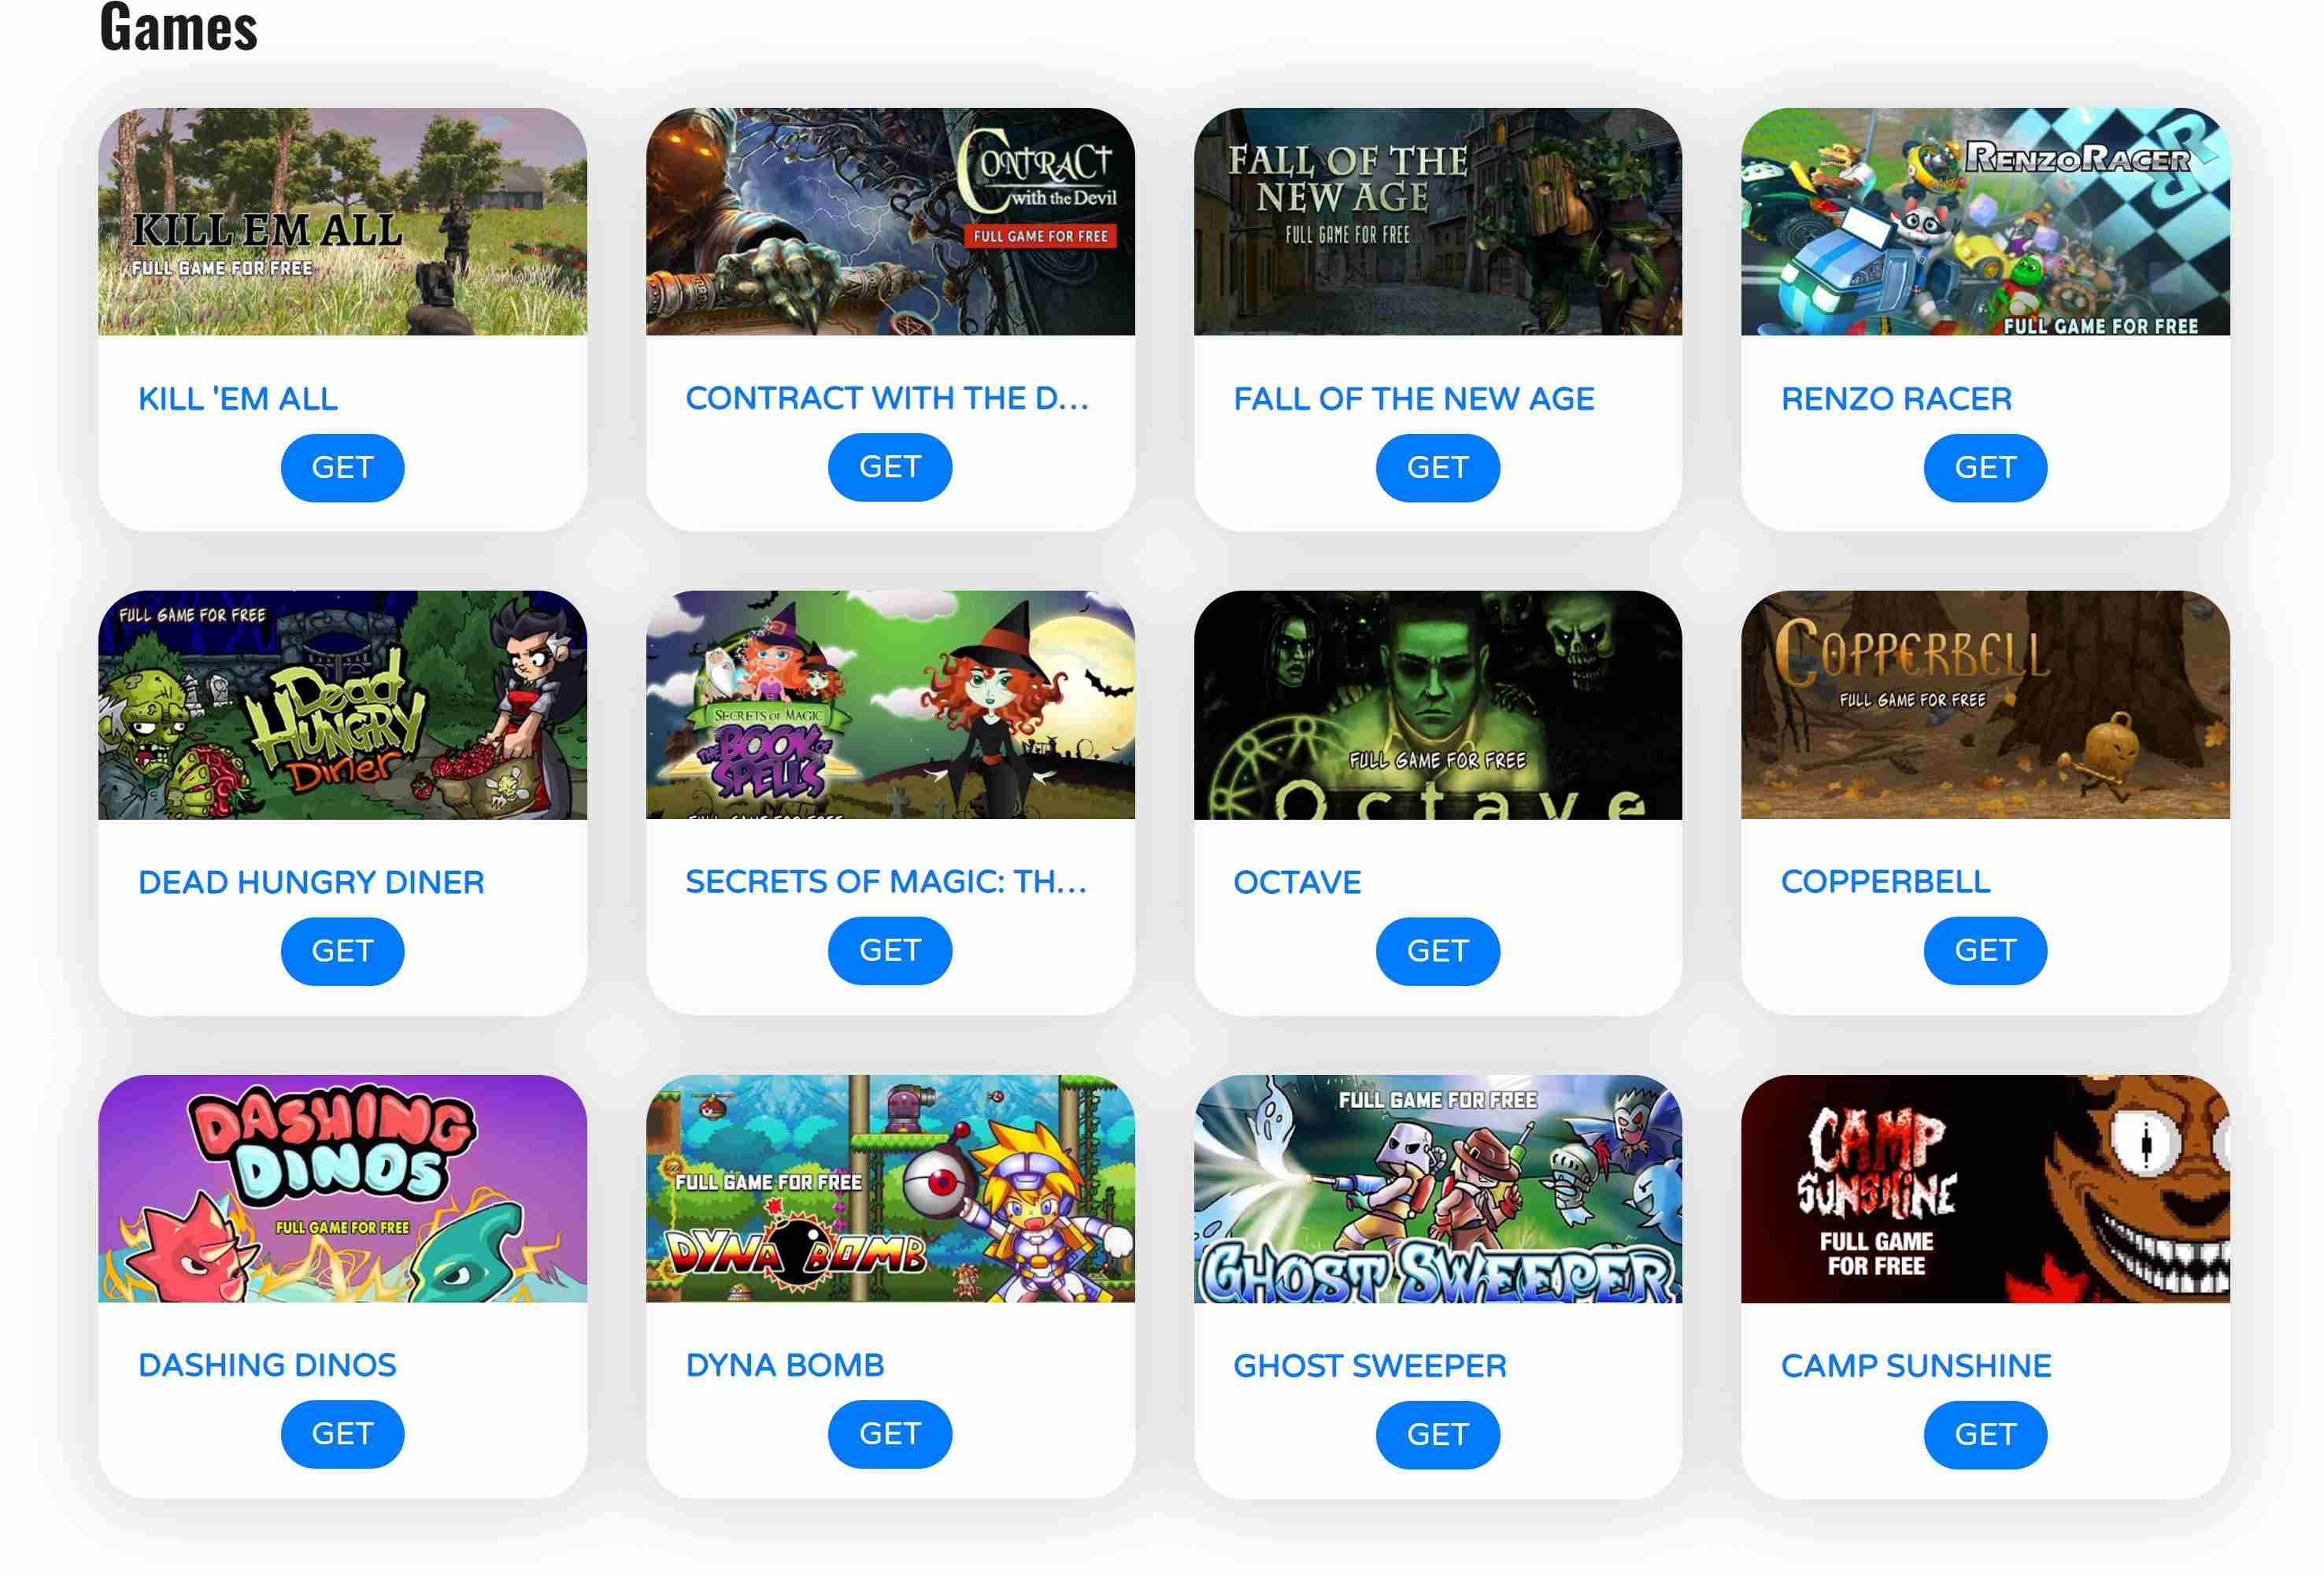 Games
KILL EM ALL
FULL GAME FOR FREE
KILL 'EM ALL
GET
CONTRACT
with the Devil
FULL GAME FOR FREE
CONTRACT WITH THE D...
GET
FALL OF THE
NEW AGE
FULL GAME FOR FREE
FALL OF THE NEW AGE
GET
RENZORACER
FULL GAME FOR FREE
RENZO RACER
GET
FULL GAME FOR FREE
Dead
HUNGRY
Diner
DEAD HUNGRY DINER
GET
SECRETS OF MAGIC
THE BOOK OF
SPELLS
FULL GAME FOR FREE
SECRETS OF MAGIC: TH...
GET
FULL GAME FOR FREE
Octave
OCTAVE
GET
COPPERBELL
FULL GAME FOR FREE
COPPERBELL
GET
DASHING
DINOS
FULL GAME FOR FREE
DASHING DINOS
GET
FULL GAME FOR FREE
DYNA BOMB
DYNA BOMB
GET
FULL GAME FOR FREE
GHOST SWEEPER
GHOST SWEEPER
GET
CAMP
SUNSHINE
FULL GAME
FOR FREE
CAMP SUNSHINE
GET